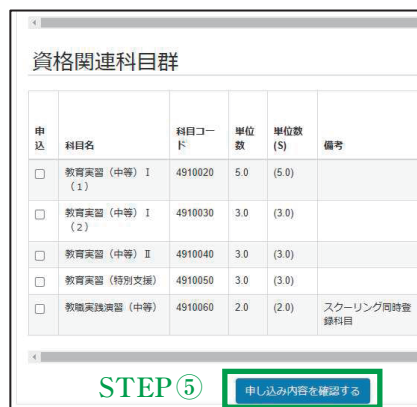 資格関連科目群
申込 科目名 科目コード 単位数 単位数(S) 備考
教育実習（中等）Ⅰ（1） 4910020 5.0 (5.0)
教育実習（中等）Ⅰ（2） 4910030 3.0 (3.0)
教育実習（中等）Ⅱ 4910040 3.0 (3.0)
教育実習（特別支援） 4910050 3.0 (3.0)
教職実践演習（中等） 4910060 2.0 (2.0) スクーリング同時登録科目
STEP⑤ 申し込み内容を確認する